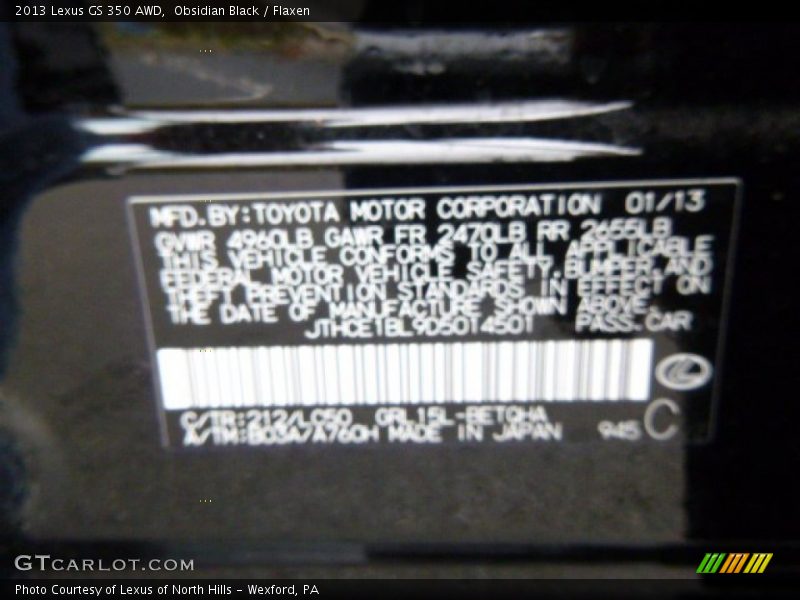 2013 Lexus GS 350 AWD,  Obsidian Black / Flaxen
MFD. BY: TOYOTA MOTOR CORPORATION 01/13
GVWR 4960LB GAWR FR 2470LB RR 2655LB
THIS VEHICLE CONFORMS TO ALL APPLICABLE
FEDERAL MOTOR VEHICLE SAFETY, BUMPER, AND
THEFT PREVENTION STANDARDS IN EFFECT ON
THE DATE OF MANUFACTURE SHOWN ABOVE.
JTHCE1BL9D5014501 PASS. CAR
C/TR: 212/LC50 GRL15L-BETQHA
A/TM: B03A/A760H MADE IN JAPAN 945 C
GTCARLOT.COM
Photo Courtesy of Lexus of North Hills - Wexford, PA